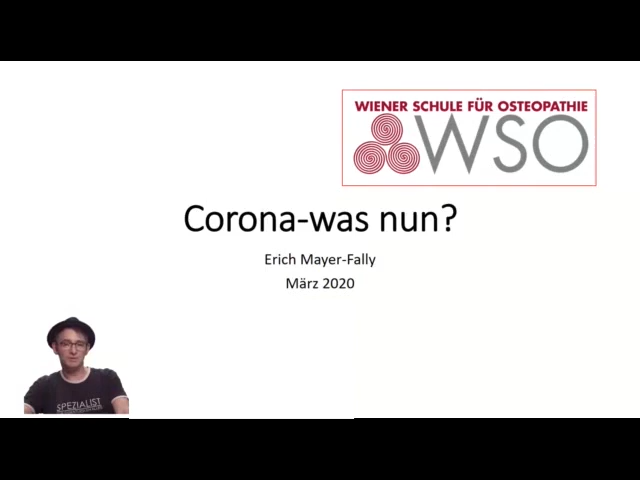 WIENER SCHULE FÜR OSTEOPATHIE
WSO
Corona-was nun?
Erich Mayer-Fally
März 2020
SPEZIALIST